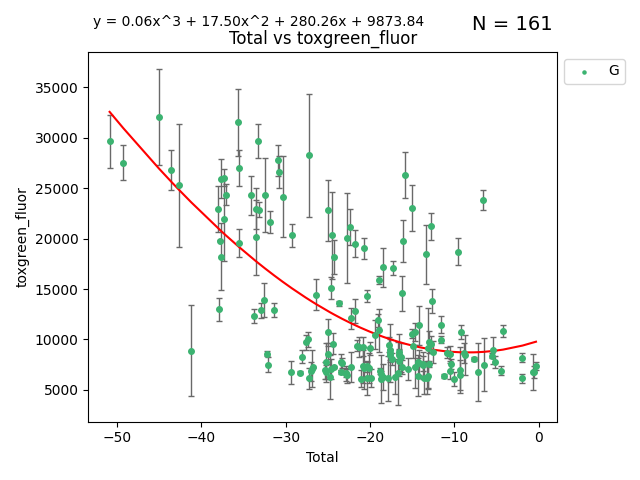 y = 0.06x^3 + 17.50x^2 + 280.26x + 9873.84
N = 161
Total vs toxgreen_fluor
G
35000
30000
25000
20000
15000
10000
5000
toxgreen_fluor
−50 −40 −30 −20 −10 0
Total